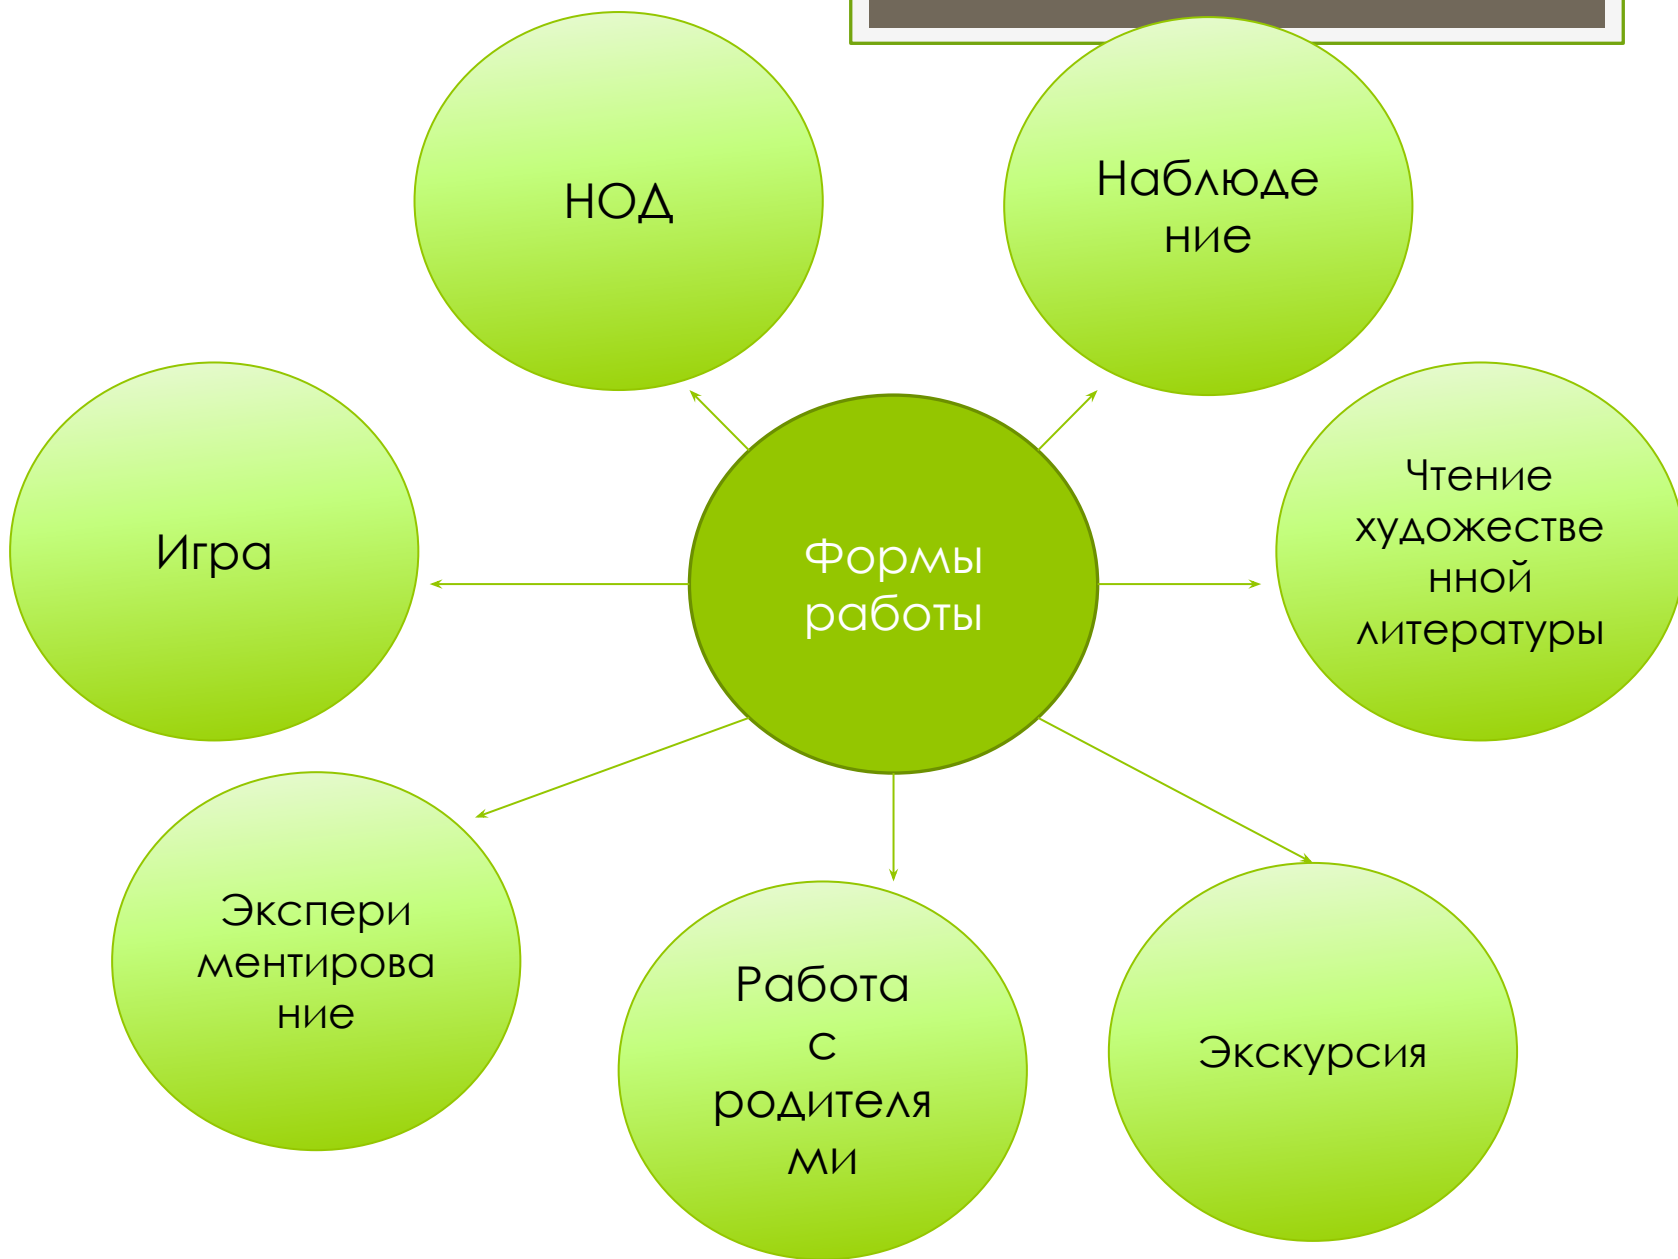 НОД
Наблюде
ние
Игра
Формы
работы
Чтение
художестве
нной
литературы
Экспери
ментирова
ние
Работа
с
родителя
ми
Экскурсия